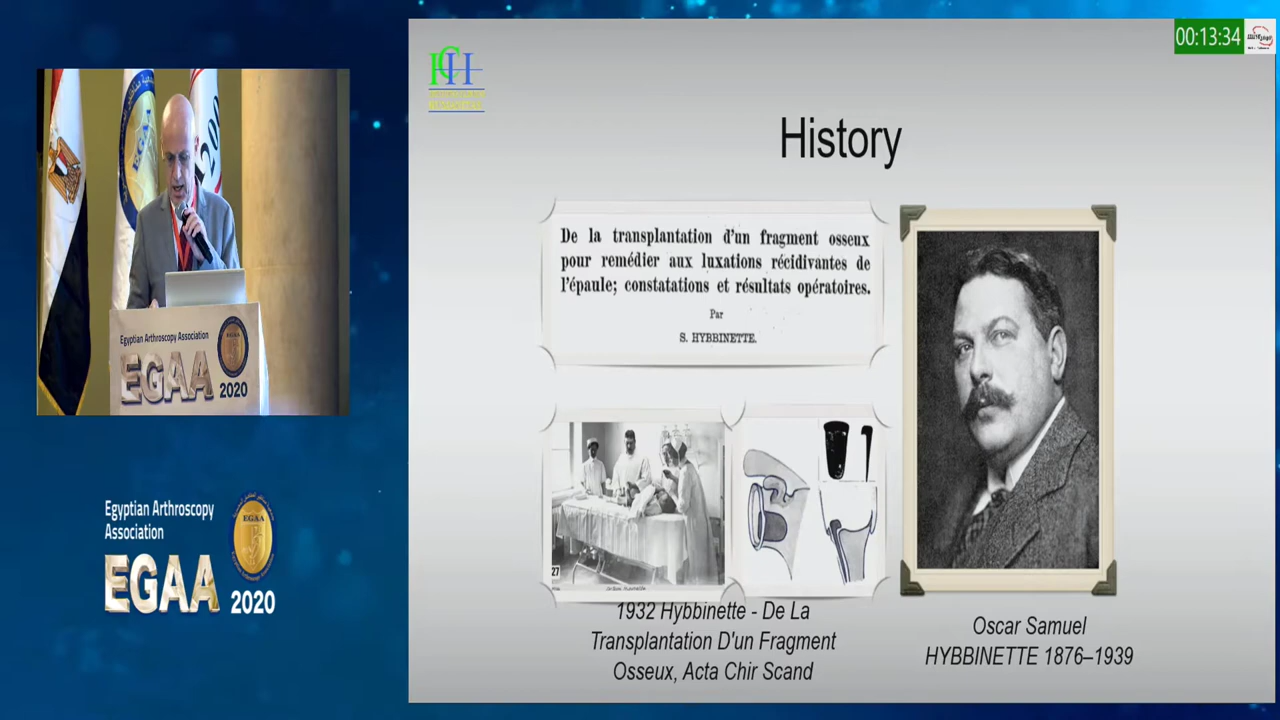 00:13:34
History
De la transplantation d'un fragment osseux
pour remédier aux luxations récidivantes de
l'épaule; constatations et résultats opératoires.
Par
S. HYBBINETTE.
27
1932 Hybbinette - De La
Transplantation D'un Fragment
Osseux, Acta Chir Scand
Oscar Samuel
HYBBINETTE 1876–1939
EGAA
Egyptian Arthroscopy Association
EGAA
2020
Egyptian Arthroscopy
Association
EGAA
EGAA 2020